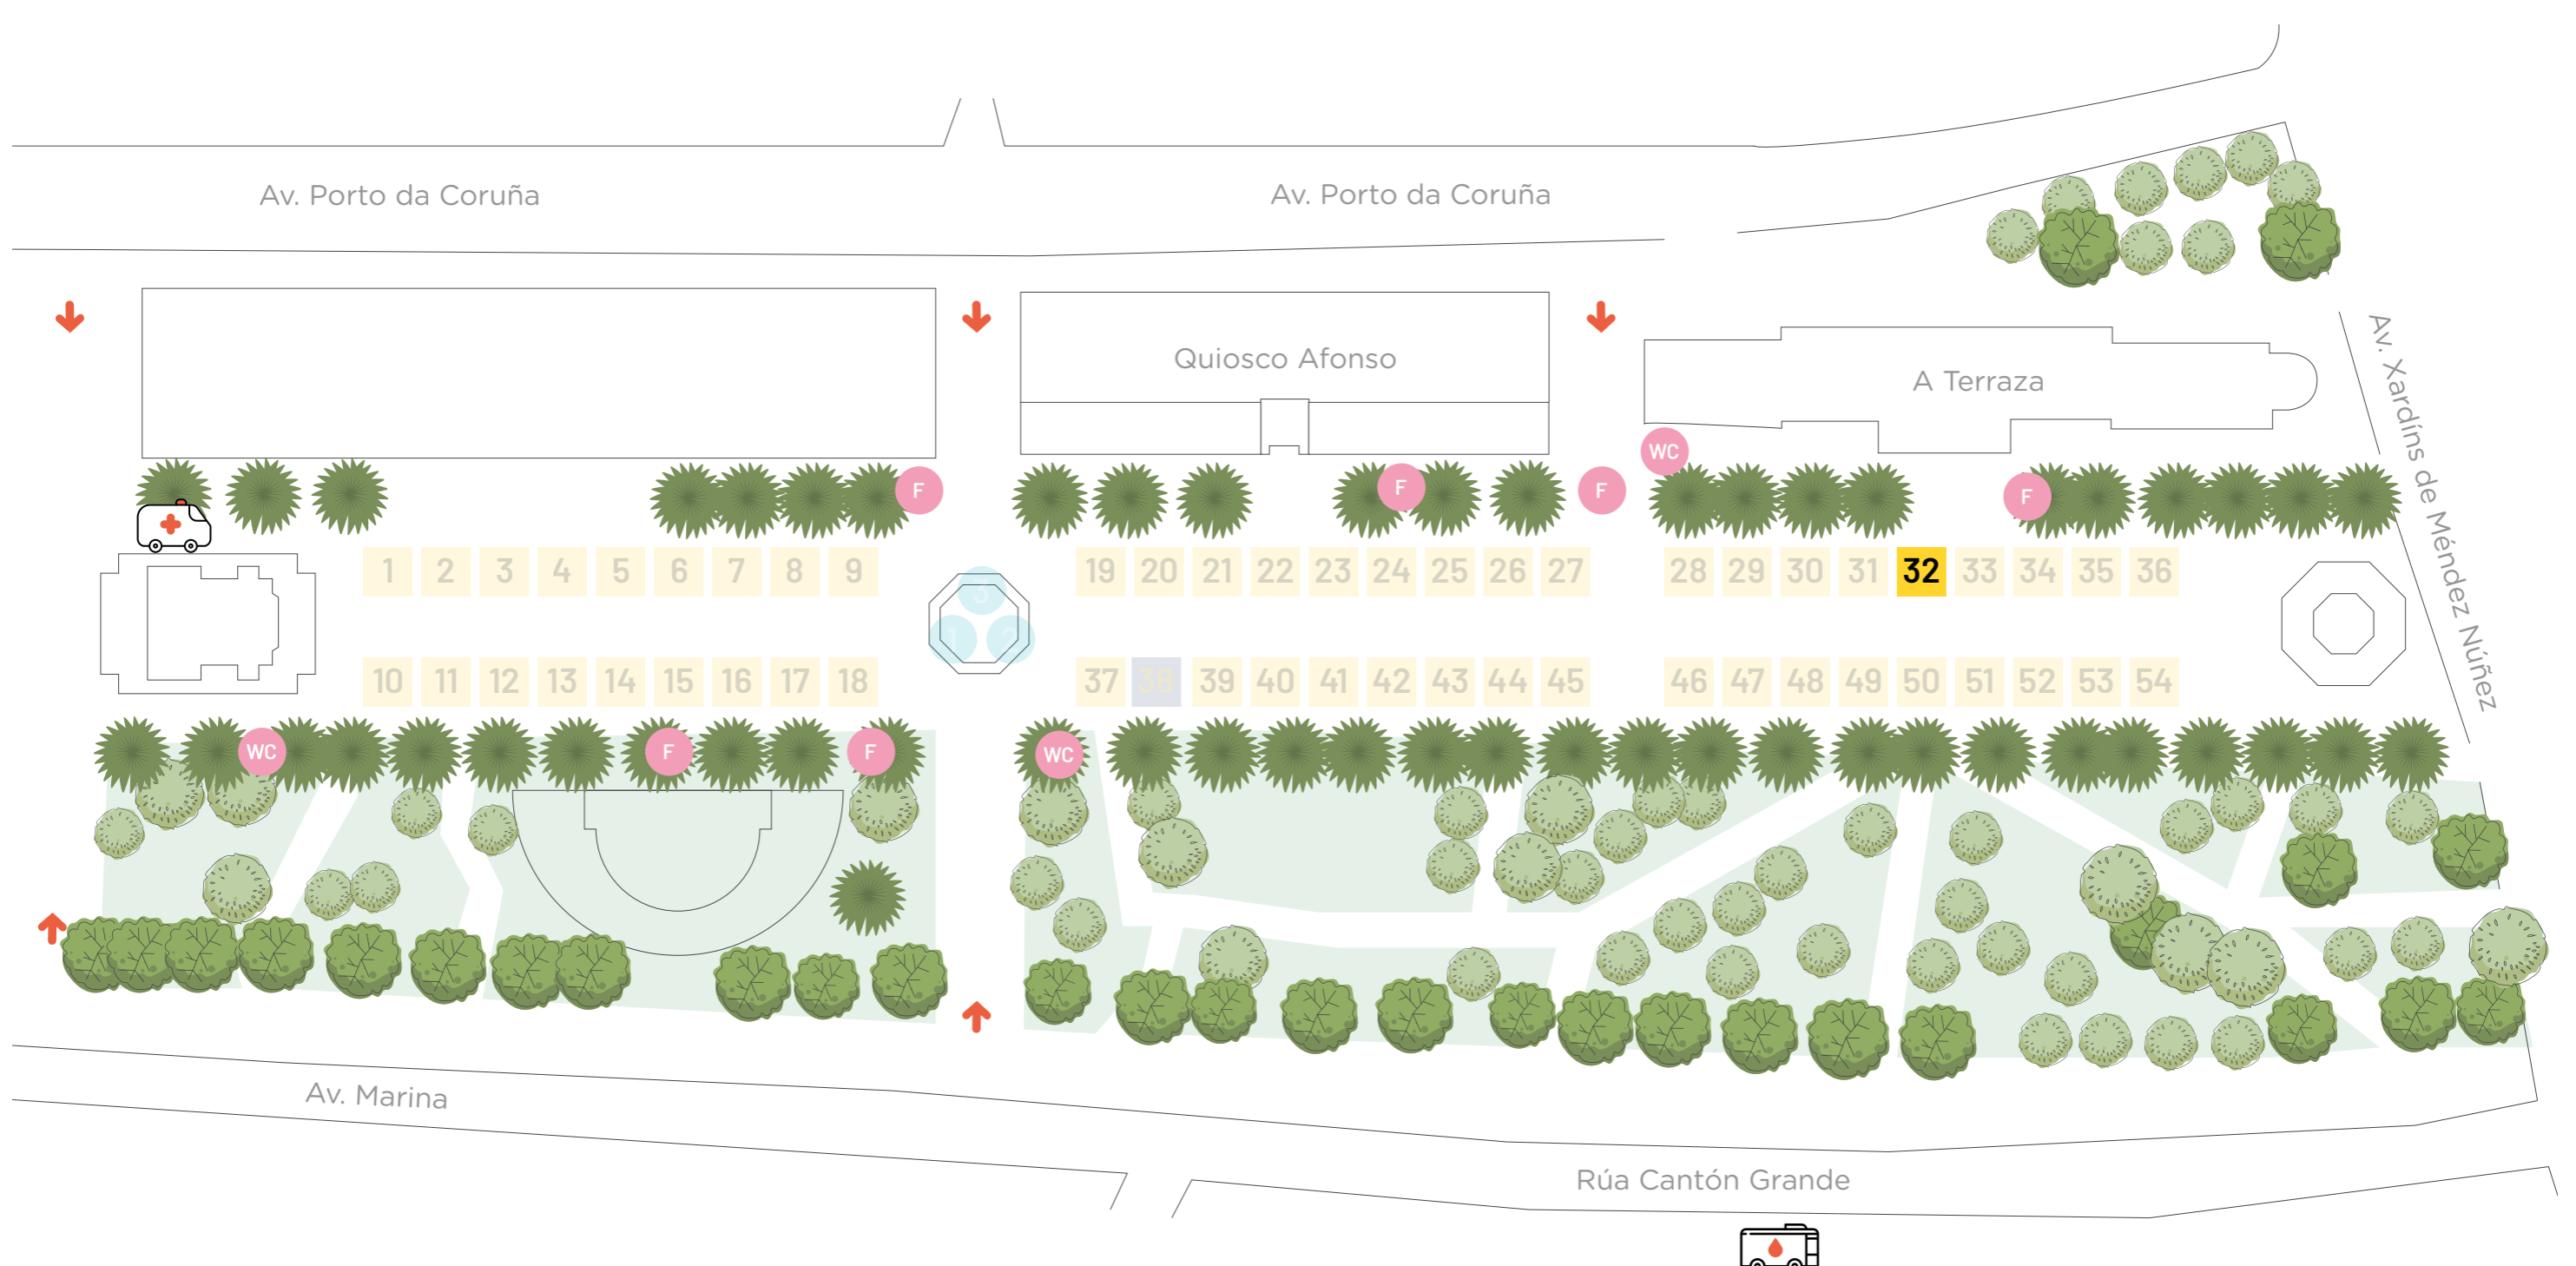 Av. Porto da Coruña
Av. Porto da Coruña
Quiosco Afonso
A Terraza
Av. Xardíns de Méndez Núñez
WC
F
F
F
F
1 2 3 4 5 6 7 8 9
19 20 21 22 23 24 25 26 27
28 29 30 31 32 33 34 35 36
3
1 2
10 11 12 13 14 15 16 17 18
37 38 39 40 41 42 43 44 45
46 47 48 49 50 51 52 53 54
WC
F
F
WC
Av. Marina
Rúa Cantón Grande